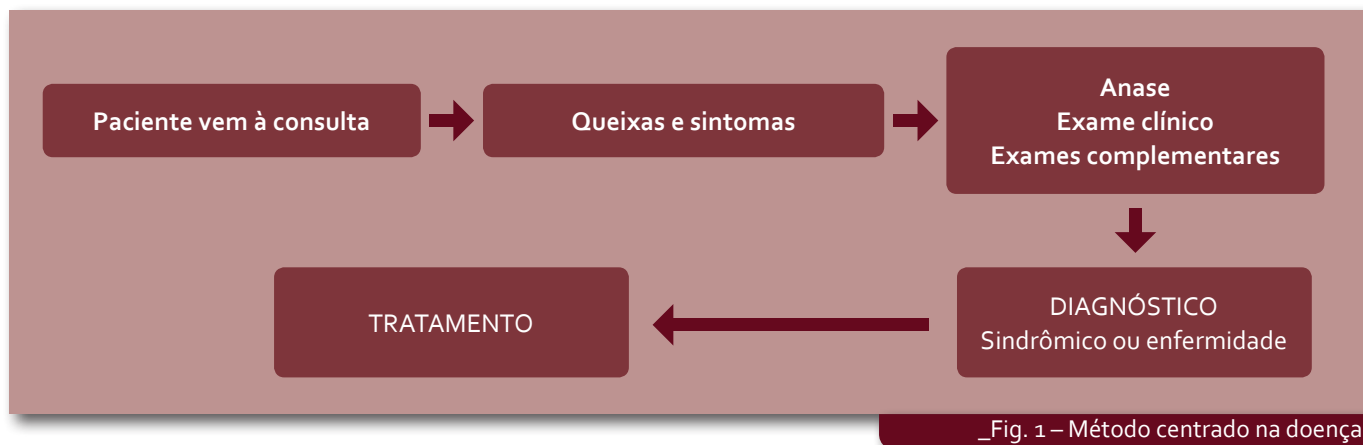 Paciente vem à consulta
Queixas e sintomas
Anase
Exame clínico
Exames complementares
DIAGNÓSTICO
Sindrômico ou enfermidade
TRATAMENTO
_Fig. 1 – Método centrado na doença